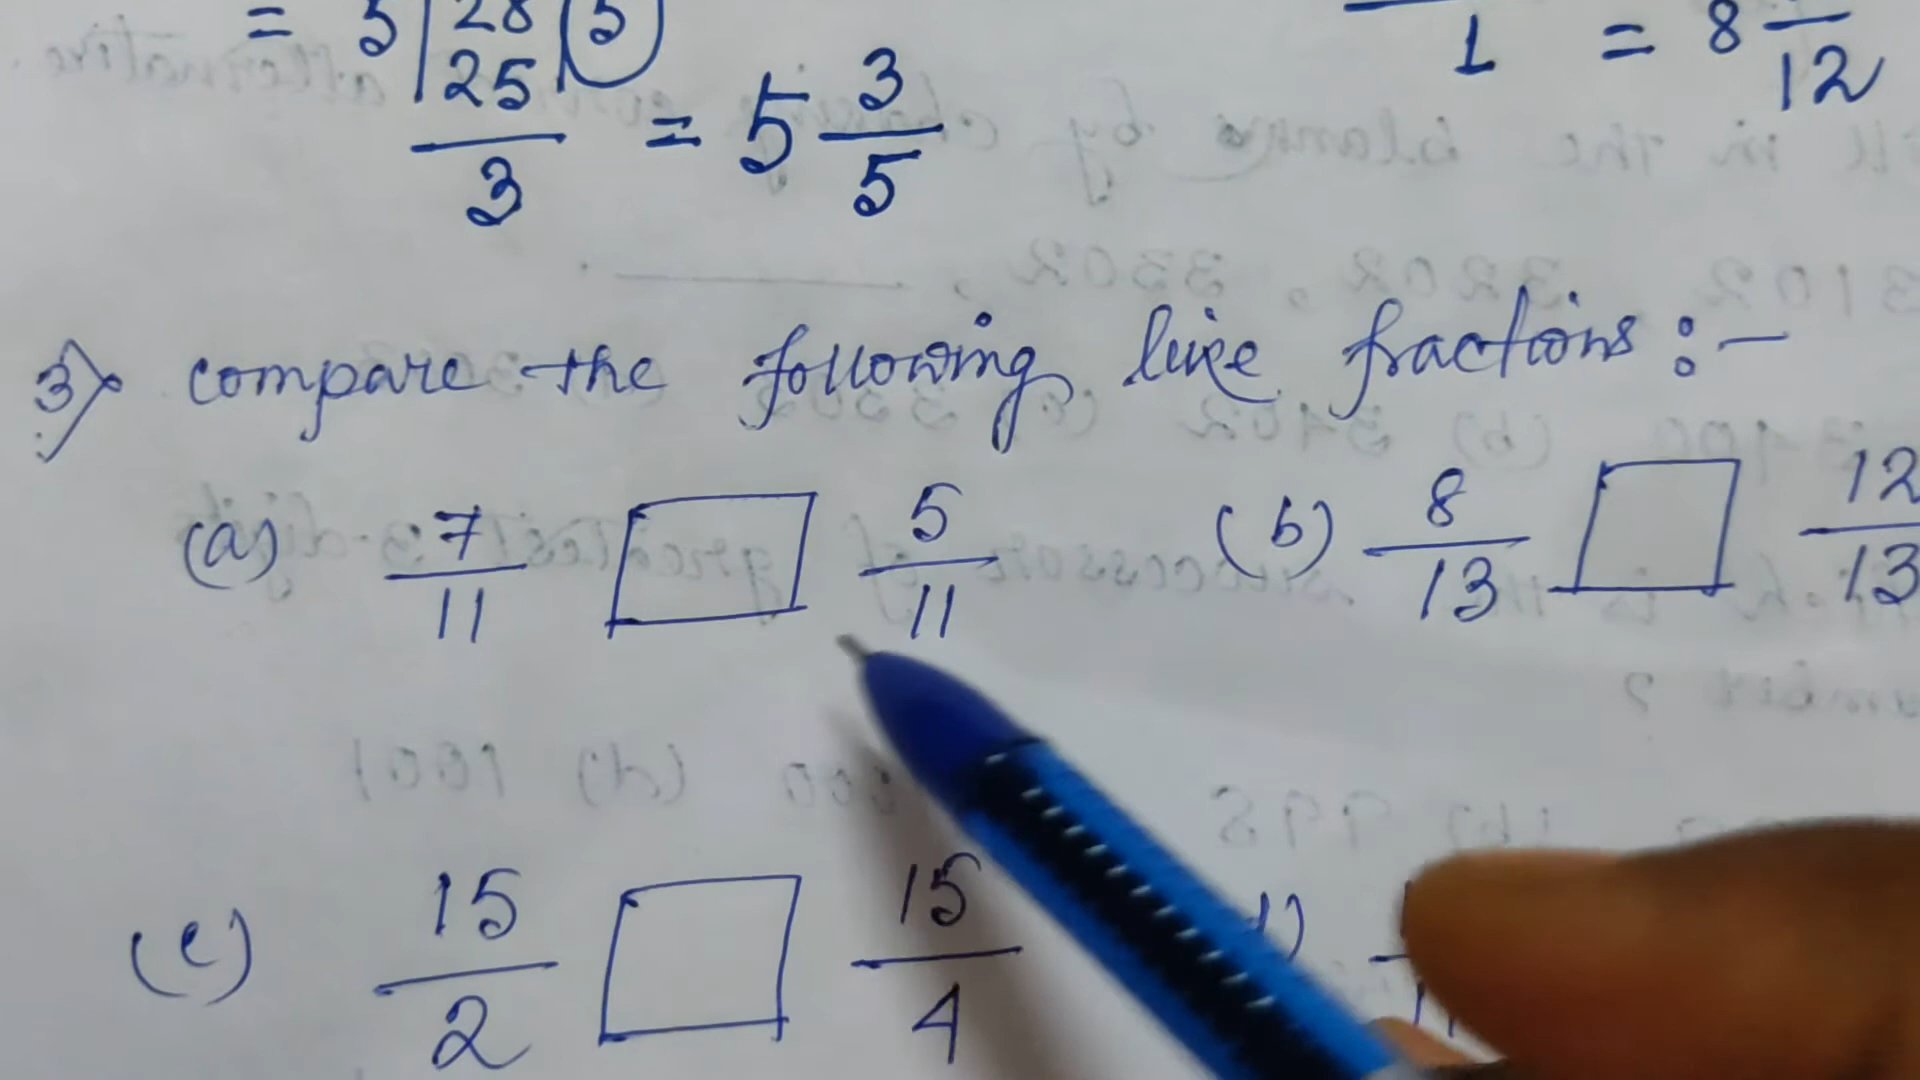 = 5 | 28 | 5
25
3 = 5 3/5
1 = 8 /12
3) compare the following like fractions :-
(a) 7/11 □ 5/11 (b) 8/13 □ 12/13
(c) 15/2 □ 15/4